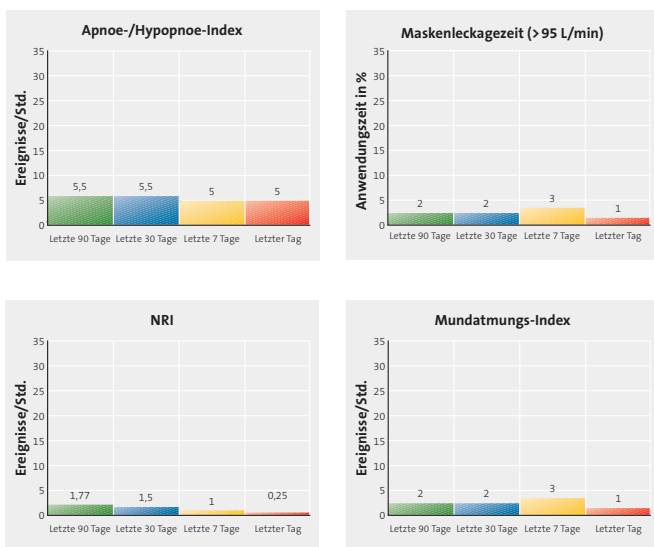 Apnoe-/Hypopnoe-Index
Ereignisse/Std.
35
30
25
20
15
10
5
0
5,5
5,5
5
5
Letzte 90 Tage
Letzte 30 Tage
Letzte 7 Tage
Letzter Tag
Maskenleckagezeit (> 95 L/min)
Anwendungszeit in %
35
30
25
20
15
10
5
0
2
2
3
1
Letzte 90 Tage
Letzte 30 Tage
Letzte 7 Tage
Letzter Tag
NRI
Ereignisse/Std.
35
30
25
20
15
10
5
0
1,77
1,5
1
0,25
Letzte 90 Tage
Letzte 30 Tage
Letzte 7 Tage
Letzter Tag
Mundatmungs-Index
Ereignisse/Std.
35
30
25
20
15
10
5
0
2
2
3
1
Letzte 90 Tage
Letzte 30 Tage
Letzte 7 Tage
Letzter Tag